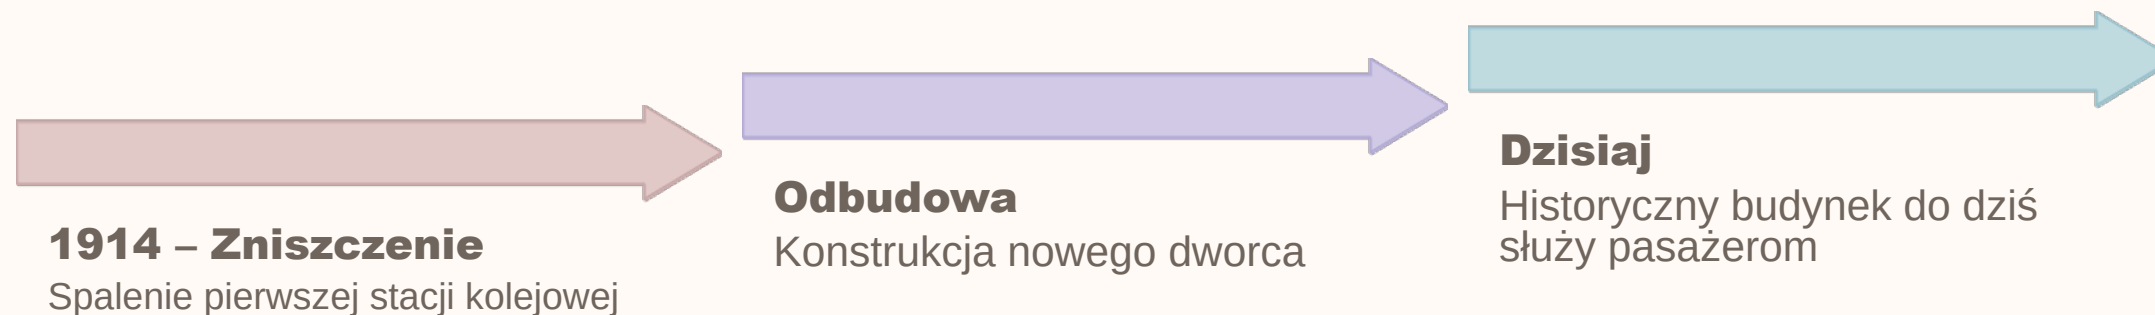 1914 – Zniszczenie
Spalenie pierwszej stacji kolejowej
Odbudowa
Konstrukcja nowego dworca
Dzisiaj
Historyczny budynek do dziś
służy pasażerom